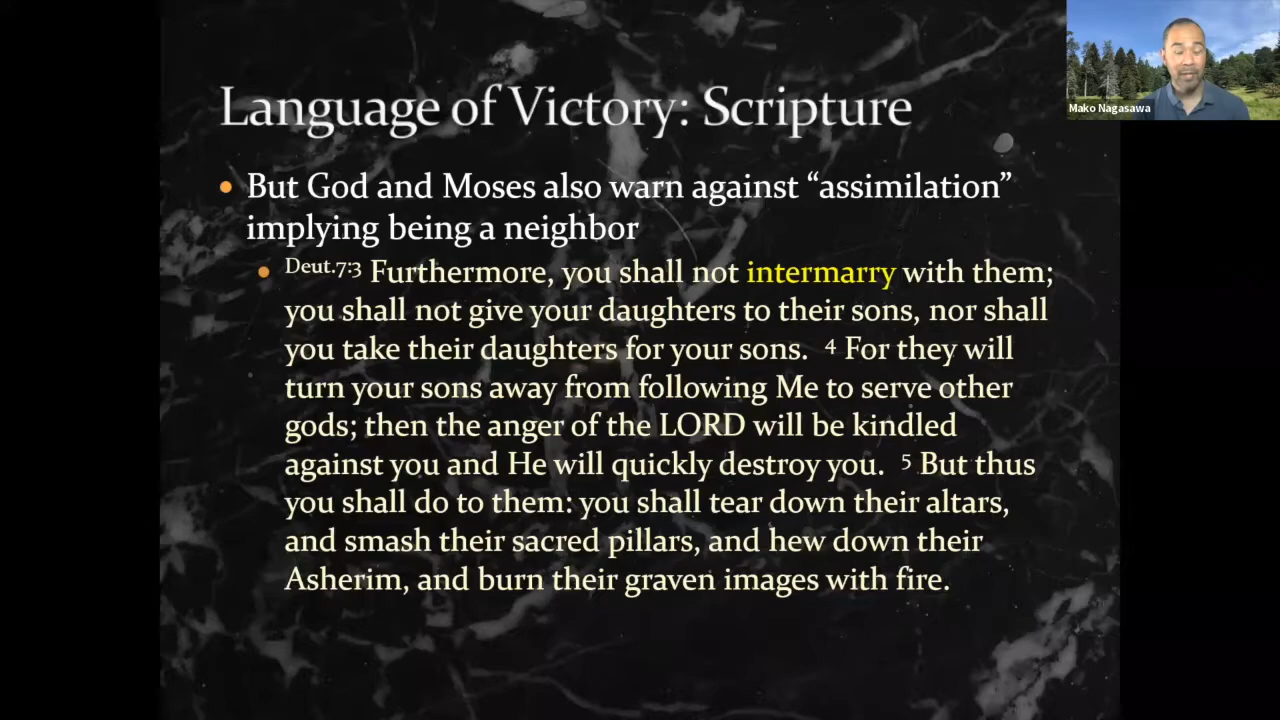 Mako Nagasawa
Language of Victory: Scripture
• But God and Moses also warn against “assimilation”
implying being a neighbor
• Deut.7:3 Furthermore, you shall not intermarry with them;
you shall not give your daughters to their sons, nor shall
you take their daughters for your sons. 4 For they will
turn your sons away from following Me to serve other
gods; then the anger of the LORD will be kindled
against you and He will quickly destroy you. 5 But thus
you shall do to them: you shall tear down their altars,
and smash their sacred pillars, and hew down their
Asherim, and burn their graven images with fire.